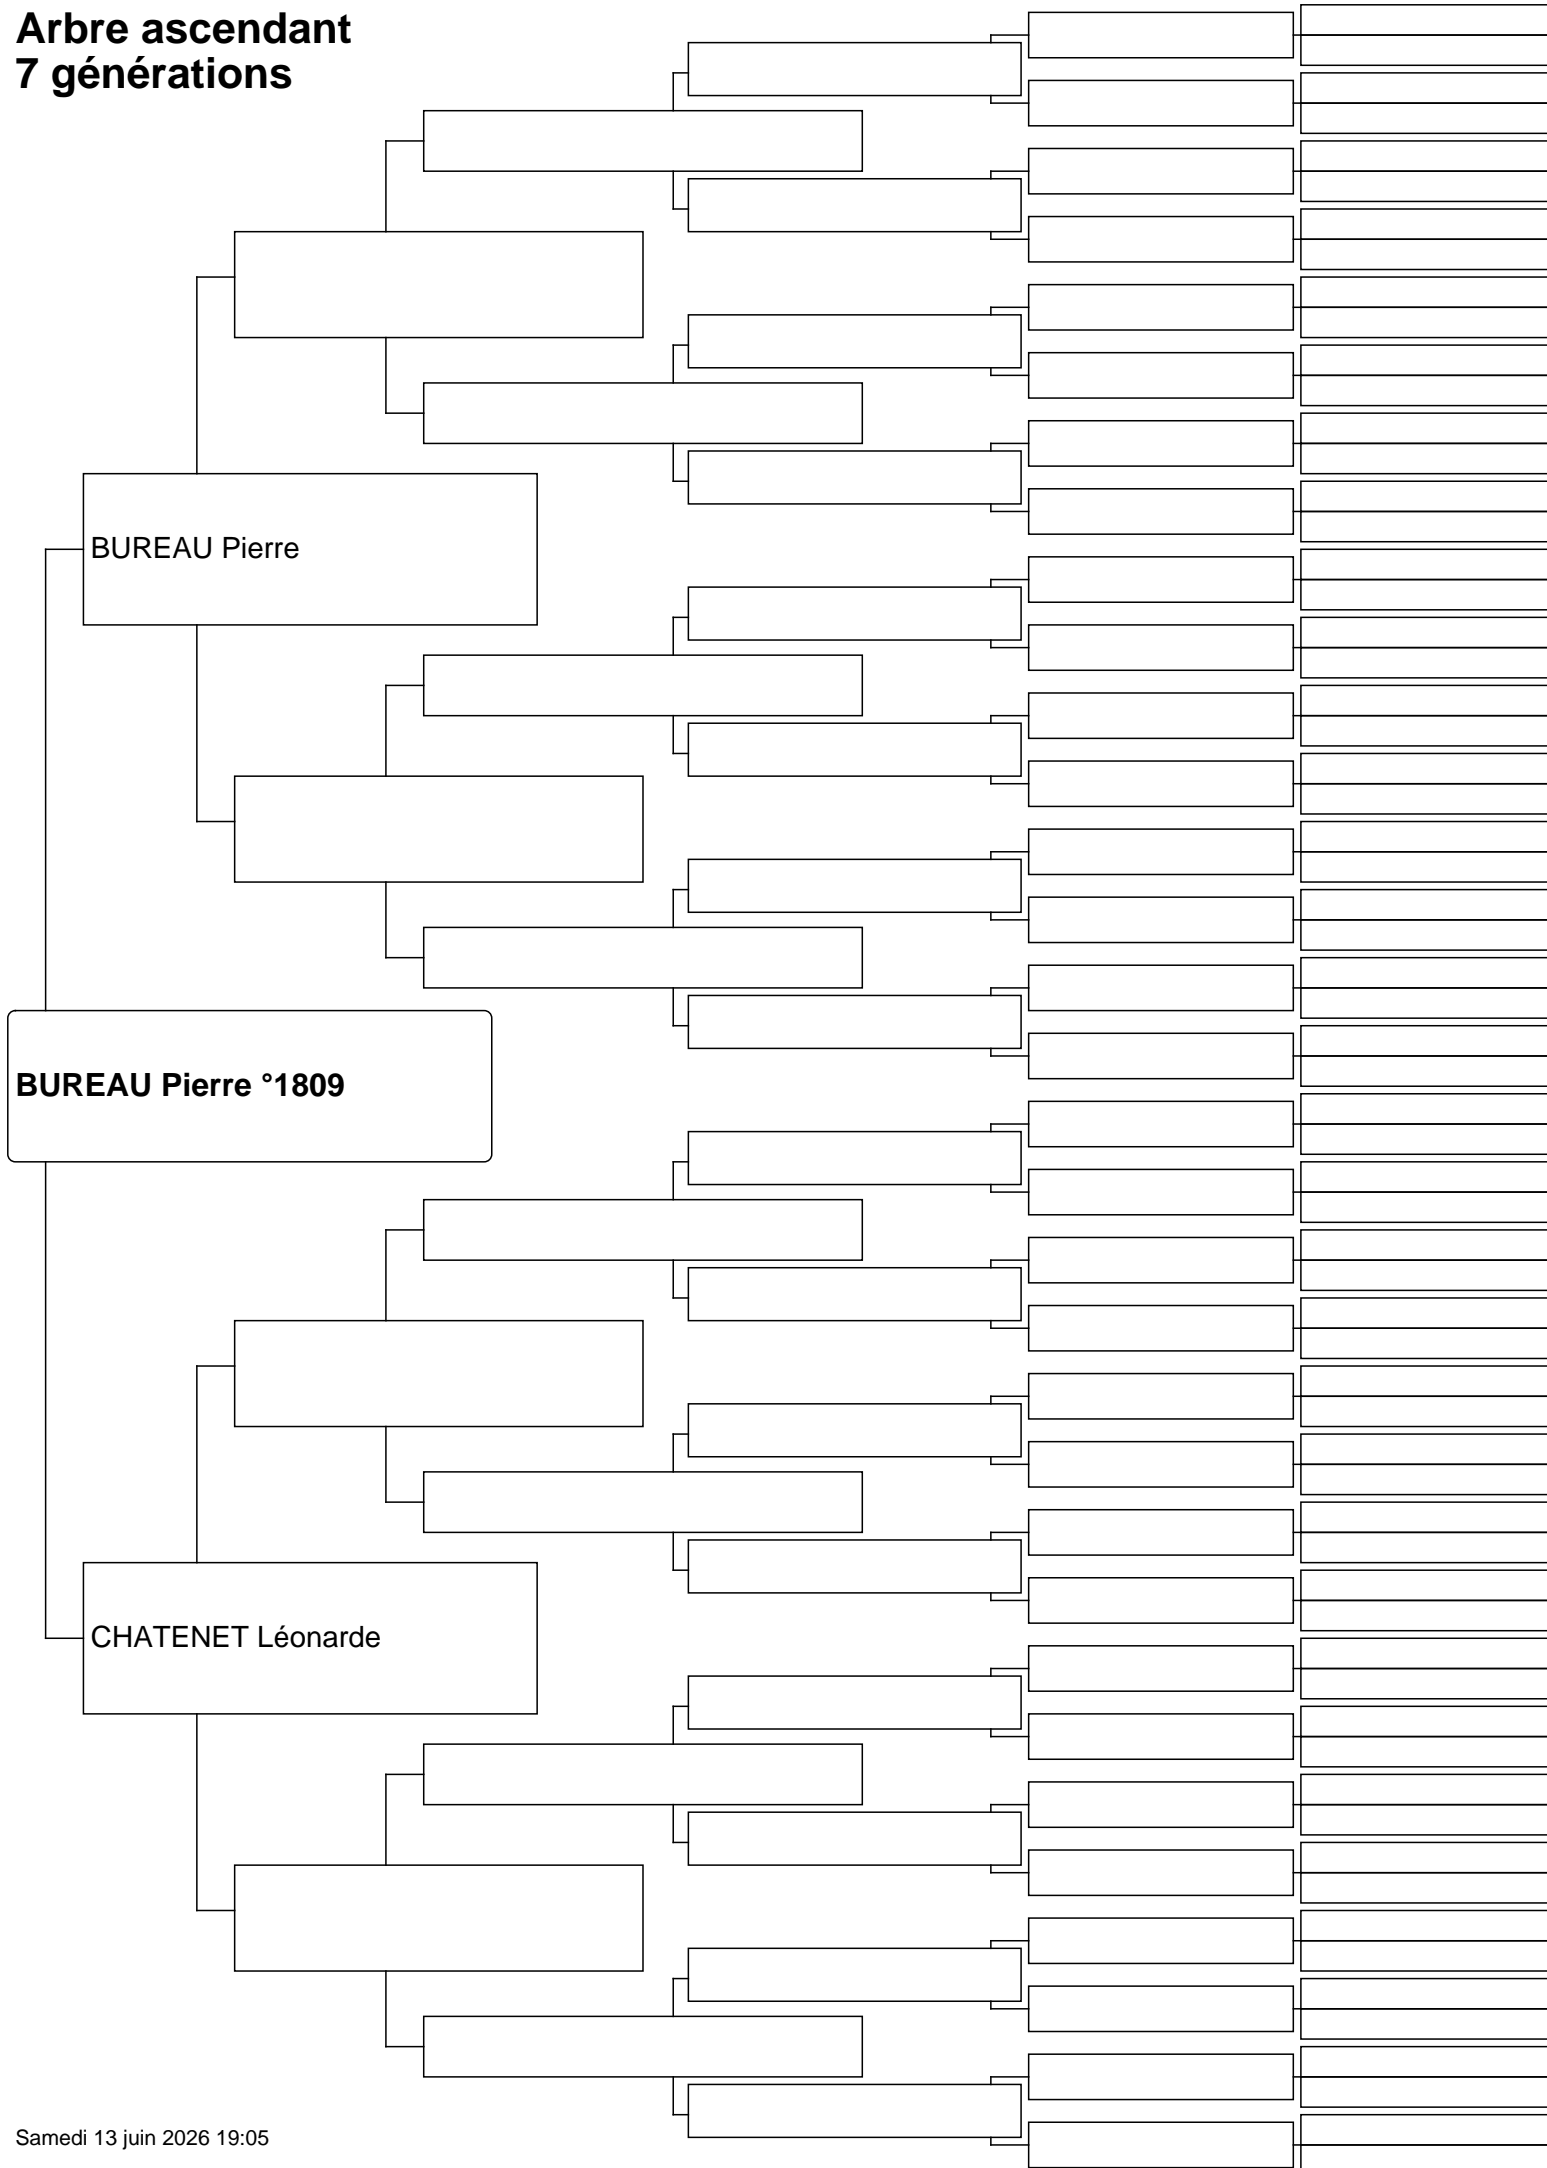 Arbre ascendant
7 générations
BUREAU Pierre
BUREAU Pierre °1809
CHATENET Léonarde
Samedi 13 juin 2026 19:05